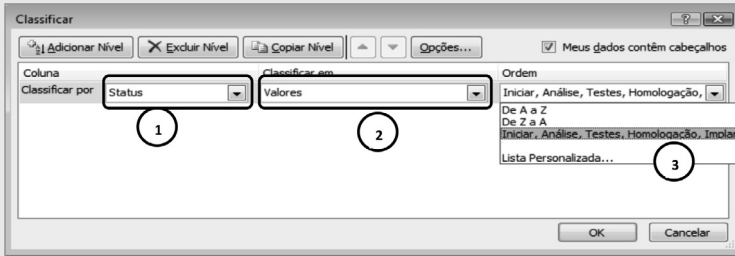 Classificar
Adicionar Nível Excluir Nível Copiar Nível Opções... Meus dados contêm cabeçalhos
Coluna Classificar em Ordem
Classificar por Status Valores Iniciar, Análise, Testes, Homologação,
De A a Z
De Z a A
Iniciar, Análise, Testes, Homologação, Implan
Lista Personalizada...
1 2 3
OK Cancelar